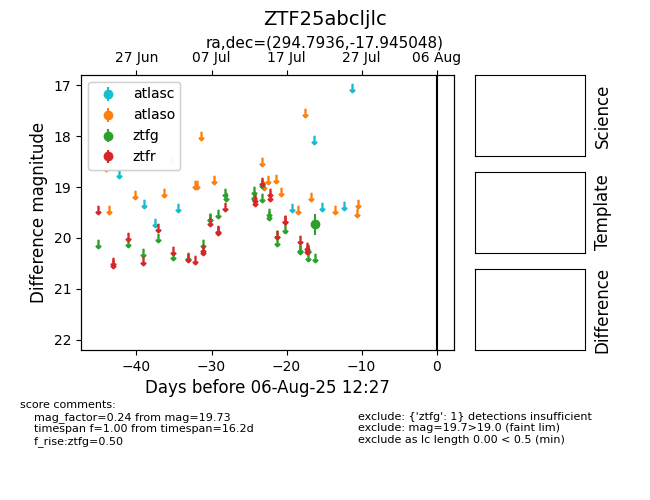 ZTF25abcljlc
ra,dec=(294.7936,-17.945048)
27 Jun 07 Jul 17 Jul 27 Jul 06 Aug
atlasc
atlaso
ztfg
ztfr
17
18
19
20
21
22
Difference magnitude
−40 −30 −20 −10 0
Days before 06-Aug-25 12:27
Science
Template
Difference
score comments:
mag_factor=0.24 from mag=19.73
timespan f=1.00 from timespan=16.2d
f_rise:ztfg=0.50
exclude: {'ztfg': 1} detections insufficient
exclude: mag=19.7>19.0 (faint lim)
exclude as lc length 0.00 < 0.5 (min)